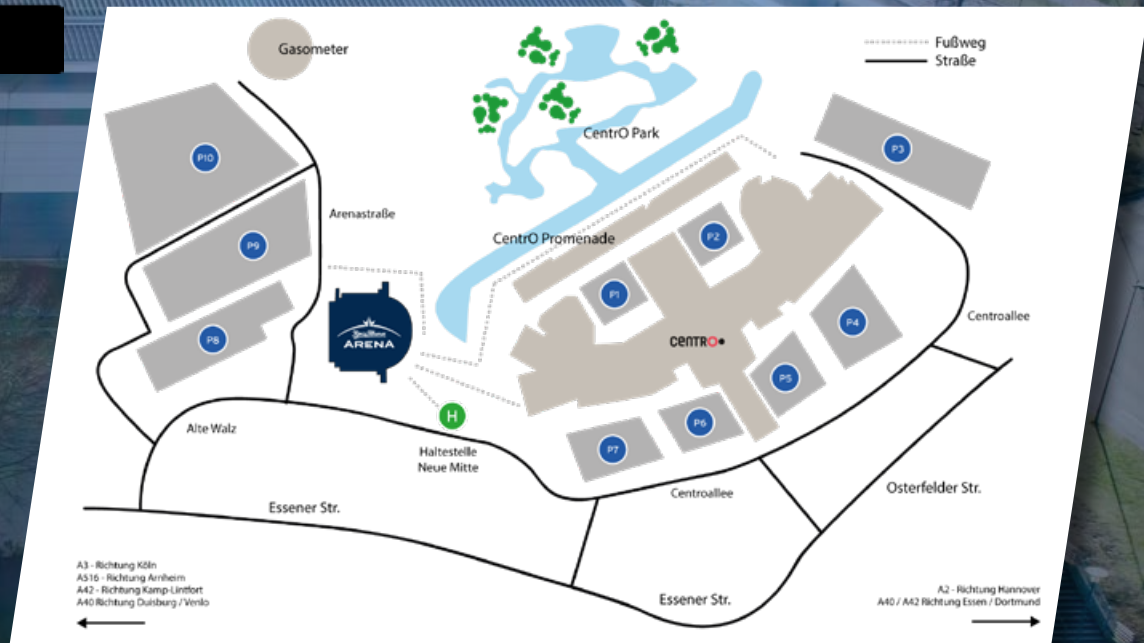 Gasometer
Fußweg
Straße
CentrO Park
P3
P10
Arenastraße
P9
CentrO Promenade
P2
P1
P8
ARENA
CENTRO
P4
Centroallee
P5
H
P6
P7
Alte Walz
Haltestelle
Neue Mitte
Centroallee
Osterfelder Str.
Essener Str.
Essener Str.
A3 - Richtung Köln
A516 - Richtung Arnheim
A42 - Richtung Kamp-Lintfort
A40 Richtung Duisburg / Venlo
A2 - Richtung Hannover
A40 / A42 Richtung Essen / Dortmund